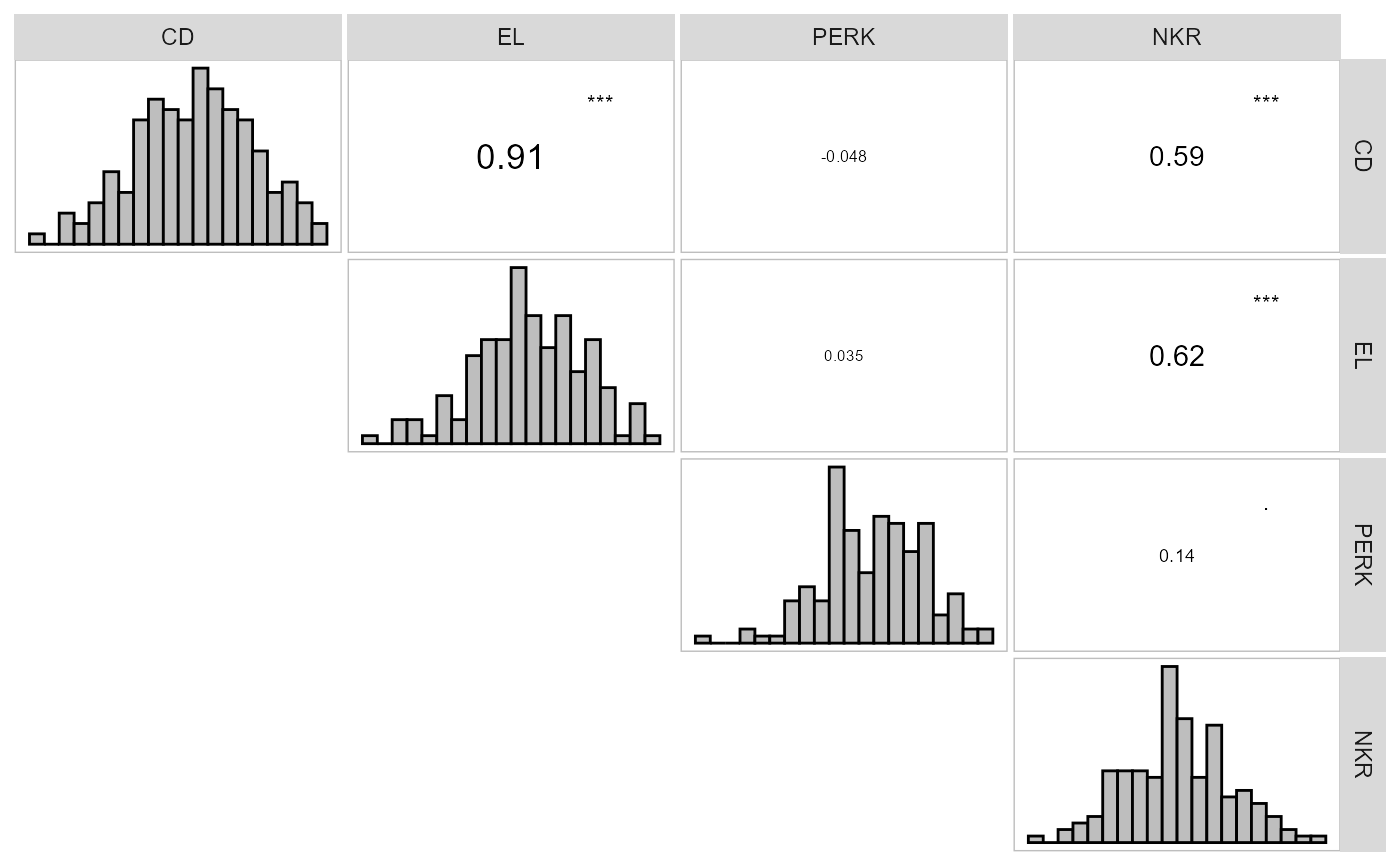 CD EL PERK NKR
*** ***
0.91 -0.048 0.59 CD
***
0.035 0.62 EL
.
0.14 PERK
NKR